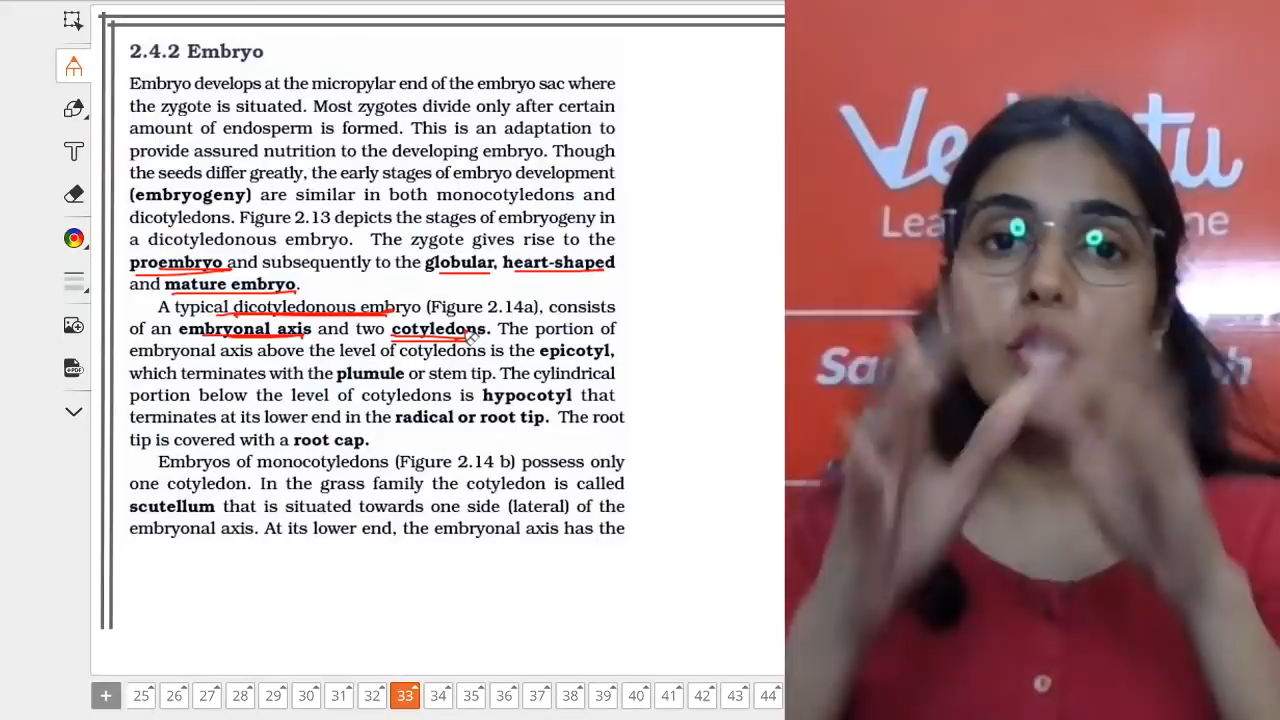 2.4.2 Embryo
Embryo develops at the micropylar end of the embryo sac where
the zygote is situated. Most zygotes divide only after certain
amount of endosperm is formed. This is an adaptation to
provide assured nutrition to the developing embryo. Though
the seeds differ greatly, the early stages of embryo development
(embryogeny) are similar in both monocotyledons and
dicotyledons. Figure 2.13 depicts the stages of embryogeny in
a dicotyledonous embryo. The zygote gives rise to the
proembryo and subsequently to the globular, heart-shaped
and mature embryo.
A typical dicotyledonous embryo (Figure 2.14a), consists
of an embryonal axis and two cotyledons. The portion of
embryonal axis above the level of cotyledons is the epicotyl,
which terminates with the plumule or stem tip. The cylindrical
portion below the level of cotyledons is hypocotyl that
terminates at its lower end in the radical or root tip. The root
tip is covered with a root cap.
Embryos of monocotyledons (Figure 2.14 b) possess only
one cotyledon. In the grass family the cotyledon is called
scutellum that is situated towards one side (lateral) of the
embryonal axis. At its lower end, the embryonal axis has the
+ 25 26 27 28 29 30 31 32 33 34 35 36 37 38 39 40 41 42 43 44